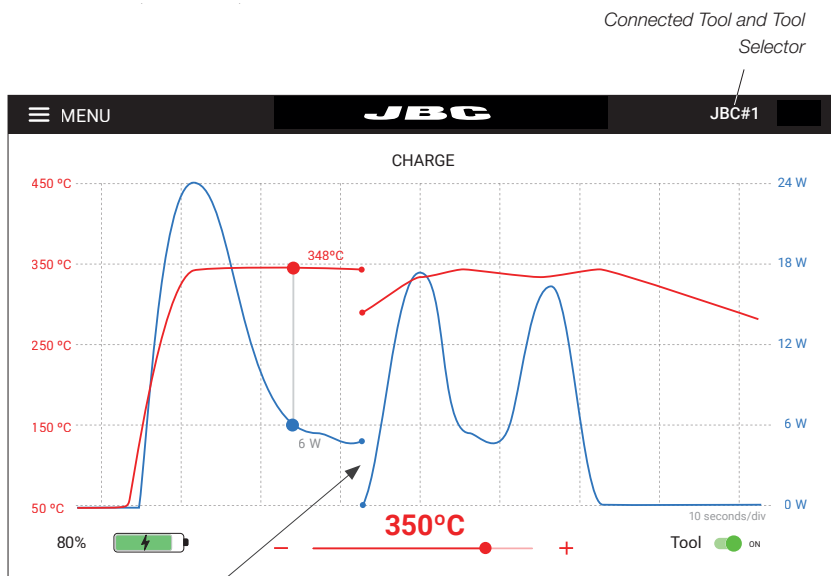 Connected Tool and Tool
Selector
MENU
JBC
JBC#1
CHARGE
450 ºC
24 W
350 ºC
348ºC
18 W
250 ºC
12 W
150 ºC
6 W
6 W
50 ºC
0 W
10 seconds/div
80%
350ºC
Tool
ON